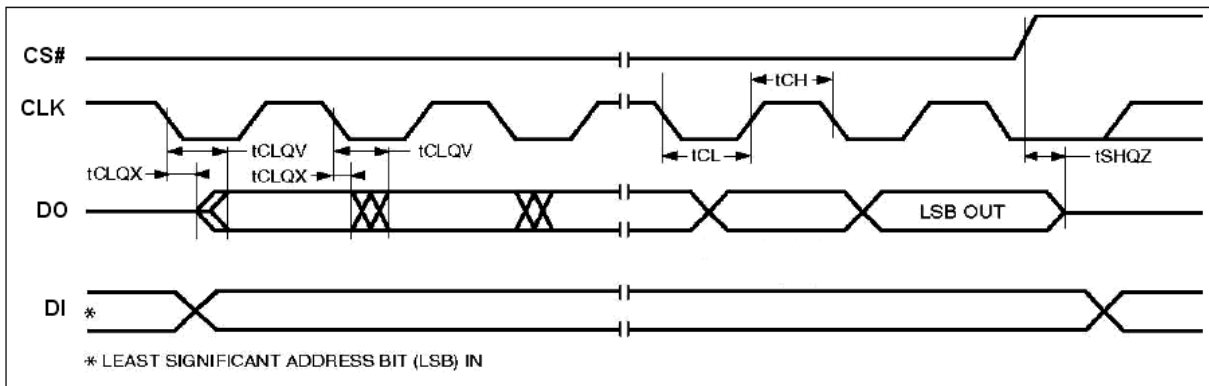 CS#
tCH
CLK
tCLQV
tCLQV
tCL
tSHQZ
tCLQX
tCLQX
DO
LSB OUT
DI
*
* LEAST SIGNIFICANT ADDRESS BIT (LSB) IN